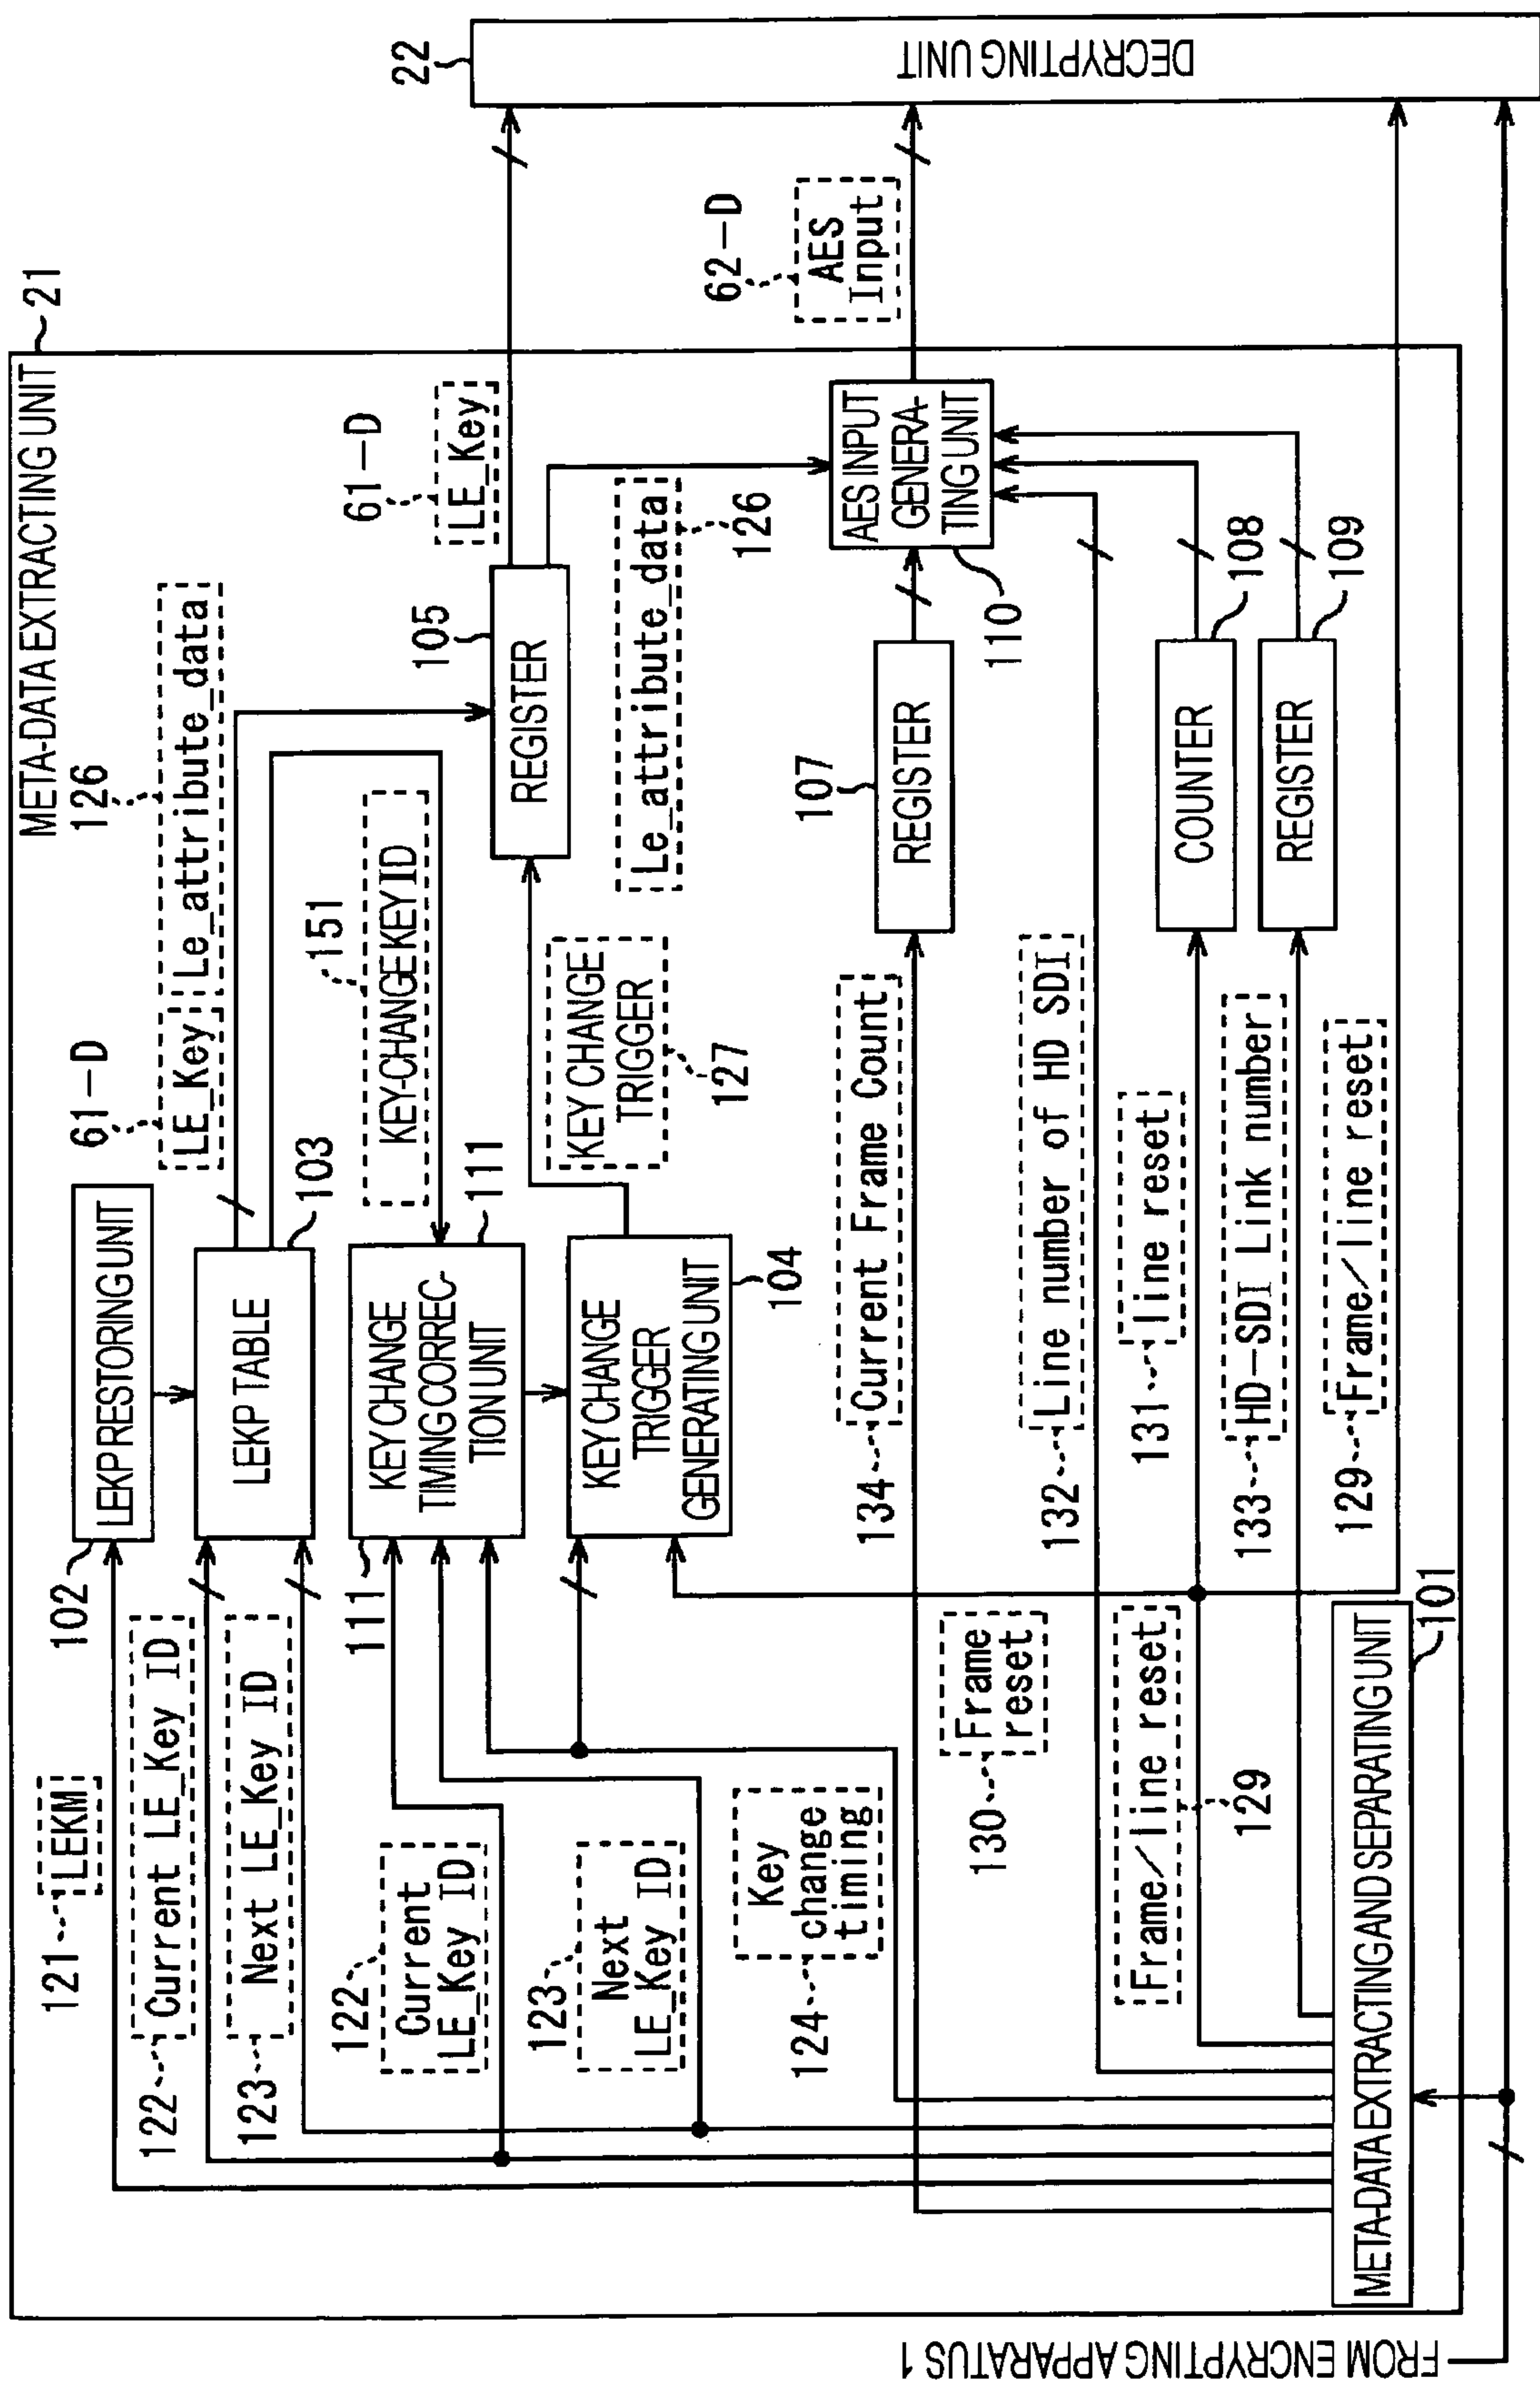 META-DATA EXTRACTING UNIT
21
121
LEKM
102
LEKP RESTORING UNIT
122
Current LE_Key ID
123
Next LE_Key ID
LEKP TABLE
103
61-D
LE_Key
126
Le_attribute_data
122
Current
LE_Key ID
111
KEY CHANGE
TIMING CORREC-
TION UNIT
111
151
KEY-CHANGE KEY ID
105
REGISTER
61-D
LE_Key
22
DECRYPTING UNIT
123
Next
LE_Key ID
KEY CHANGE
TRIGGER
GENERATING UNIT
104
KEY CHANGE
TRIGGER
127
Le_attribute_data
126
62-D
AES
Input
124
Key
change
timing
134
Current Frame Count
107
REGISTER
AES INPUT
GENERA-
TING UNIT
110
130
Frame
reset
132
Line number of HD SDI
Frame/line reset
129
131
line reset
COUNTER
108
133
HD-SDI Link number
REGISTER
109
129
Frame/line reset
META-DATA EXTRACTING AND SEPARATING UNIT
101
FROM ENCRYPTING APPARATUS 1